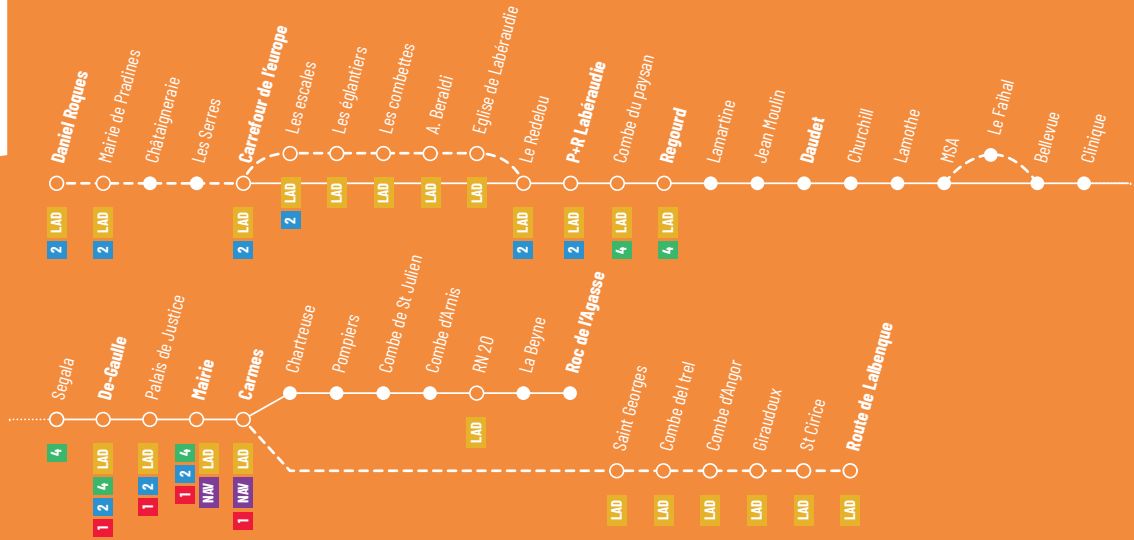 Daniel Roques
2 LAD
Mairie de Pradines
2 LAD
Châtaigneraie
Les Serres
Carrefour de l'europe
2 LAD
Les escales
2 LAD
Les églantiers
LAD
Les combettes
LAD
A. Beraldi
LAD
Eglise de Labéraudie
LAD
Le Redelou
2 LAD
P+R Labéraudie
2 LAD
Combe du paysan
4 LAD
Regourd
4 LAD
Lamartine
Jean Moulin
Daudet
Churchill
Lamothe
MSA
Le Faihal
Bellevue
Clinique
Segala
4
De-Gaulle
1 2 4 LAD
Palais de Justice
1 2 LAD
Mairie
1 2 4
NAV LAD
Carmes
1 NAV LAD
Chartreuse
Pompiers
Combe de St Julien
Combe d'Arnis
RN 20
LAD
La Beyne
Roc de l'Agasse
Saint Georges
LAD
Combe del trel
LAD
Combe d'Angor
LAD
Giraudoux
LAD
St Cirice
LAD
Route de Lalbenque
LAD